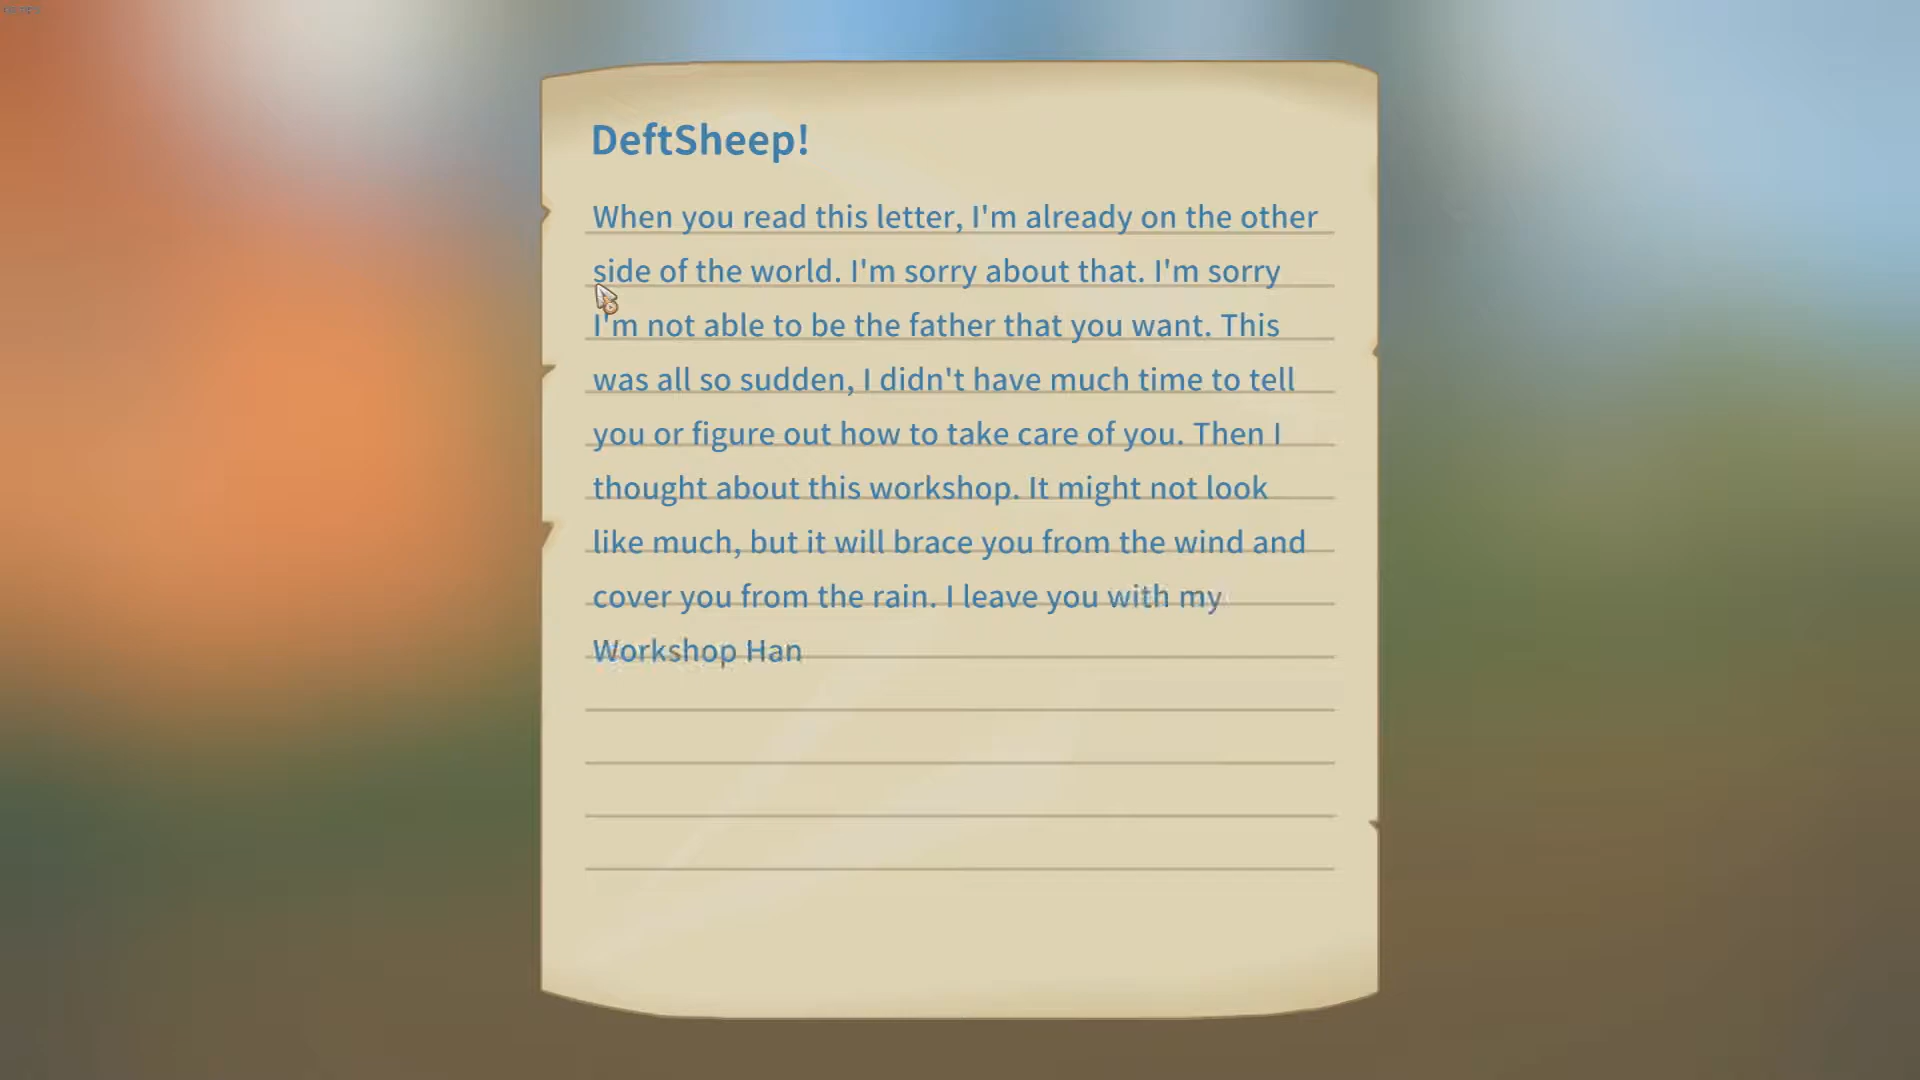 DeftSheep!
When you read this letter, I'm already on the other
side of the world. I'm sorry about that. I'm sorry
I'm not able to be the father that you want. This
was all so sudden, I didn't have much time to tell
you or figure out how to take care of you. Then I
thought about this workshop. It might not look
like much, but it will brace you from the wind and
cover you from the rain. I leave you with my
Workshop Han